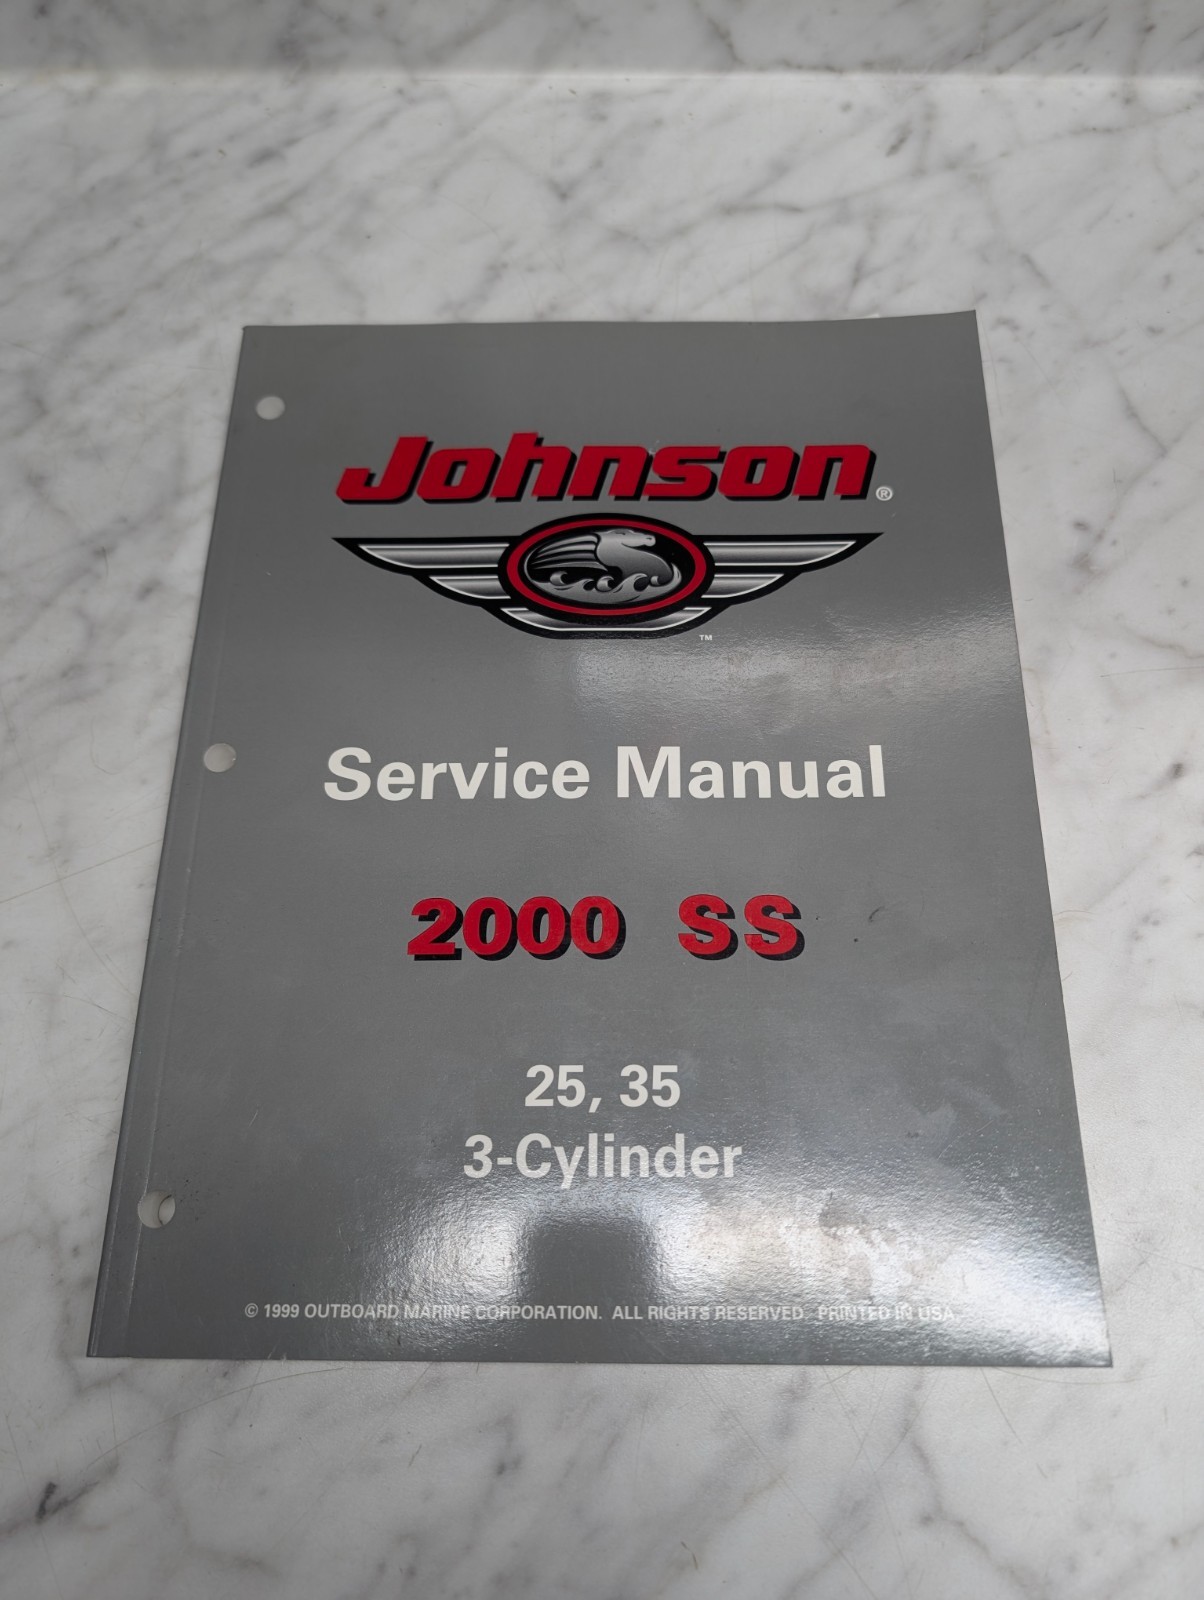 Johnson®
™
Service Manual
2000 SS
25, 35
3-Cylinder
© 1999 OUTBOARD MARINE CORPORATION. ALL RIGHTS RESERVED. PRINTED IN USA.